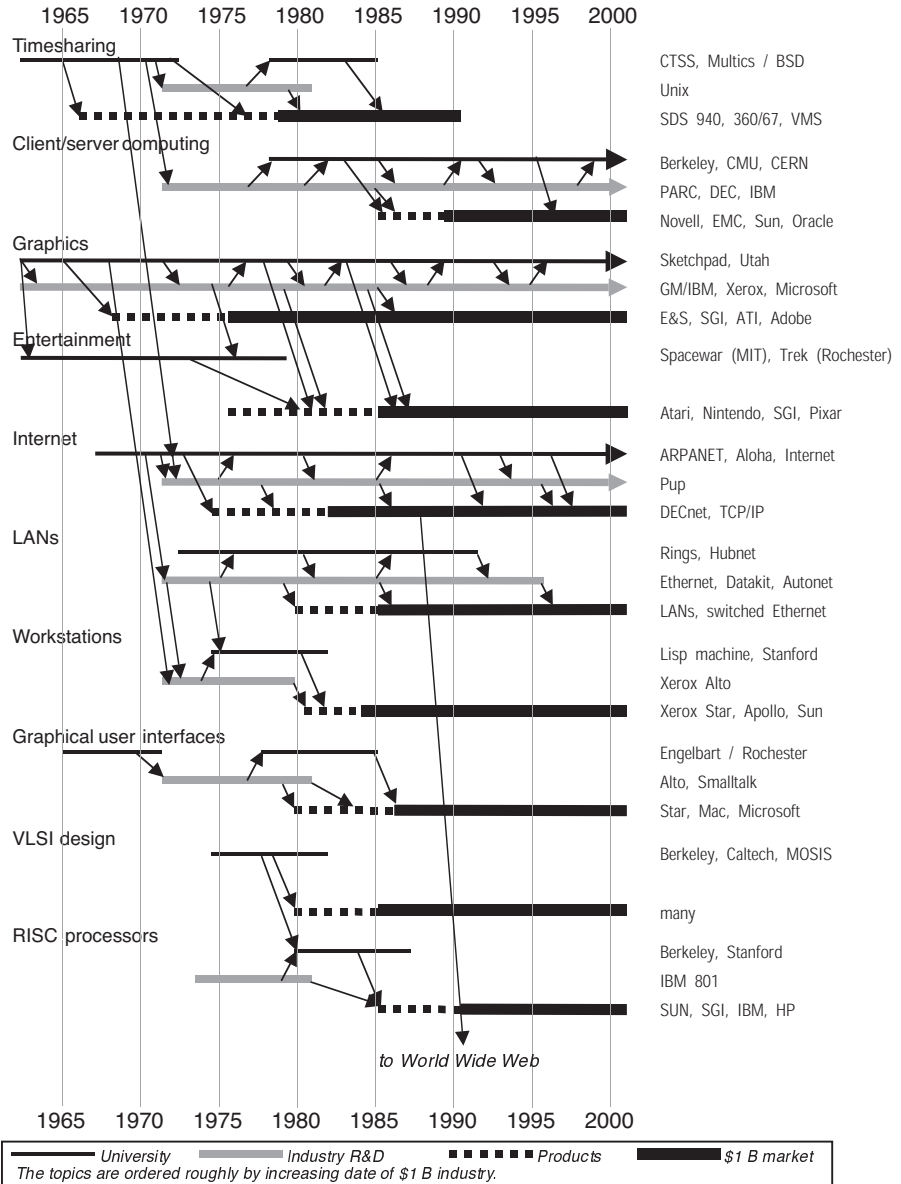 1965 1970 1975 1980 1985 1990 1995 2000
Timesharing
CTSS, Multics / BSD
Unix
SDS 940, 360/67, VMS
Client/server computing
Berkeley, CMU, CERN
PARC, DEC, IBM
Novell, EMC, Sun, Oracle
Graphics
Sketchpad, Utah
GM/IBM, Xerox, Microsoft
E&S, SGI, ATI, Adobe
Entertainment
Spacewar (MIT), Trek (Rochester)
Atari, Nintendo, SGI, Pixar
Internet
ARPANET, Aloha, Internet
Pup
DECnet, TCP/IP
LANs
Rings, Hubnet
Ethernet, Datakit, Autonet
LANs, switched Ethernet
Workstations
Lisp machine, Stanford
Xerox Alto
Xerox Star, Apollo, Sun
Graphical user interfaces
Engelbart / Rochester
Alto, Smalltalk
Star, Mac, Microsoft
VLSI design
Berkeley, Caltech, MOSIS
many
RISC processors
Berkeley, Stanford
IBM 801
SUN, SGI, IBM, HP
to World Wide Web
1965 1970 1975 1980 1985 1990 1995 2000
University Industry R&D Products $1 B market
The topics are ordered roughly by increasing date of $1 B industry.